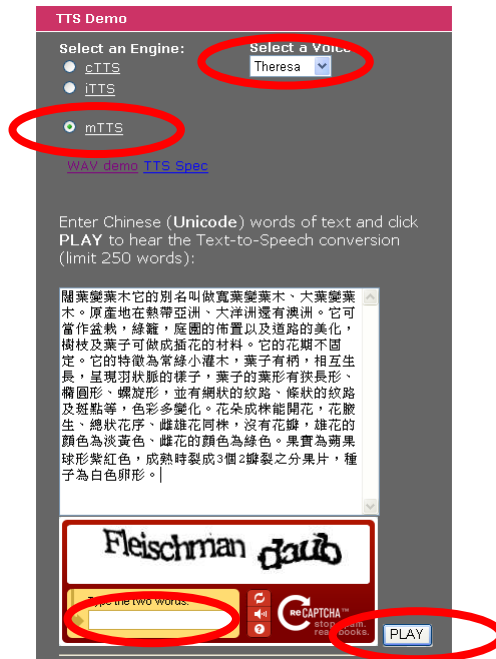 TTS Demo
Select an Engine: Select a Voice
cTTS Theresa
iTTS
mTTS
WAV demo TTS Spec
Enter Chinese (Unicode) words of text and click
PLAY to hear the Text-to-Speech conversion
(limit 250 words):
闊葉變葉木它的別名叫做寬葉變葉木、大葉變葉
木。原產地在熱帶亞洲、大洋洲還有澳洲。它可
當作盆栽，綠籬，庭園的佈置以及道路的美化，
樹枝及葉子可做成插花的材料。它的花期不固
定。它的特徵為常綠小灌木，葉子有柄，相互生
長，呈現羽狀脈的樣子，葉子的葉形有狹長形、
橢圓形、螺旋形，並有網狀的紋路、條狀的紋路
及斑點等，色彩多變化。花朵成株能開花，花腋
生、總狀花序、雌雄花同株，沒有花瓣，雄花的
顏色為淡黃色、雌花的顏色為綠色。果實為蒴果
球形紫紅色，成熟時裂成3個2瓣裂之分果片，種
子為白色卵形。
Fleischman daub
Type the two words:
reCAPTCHA™
stop spam.
read books.
PLAY